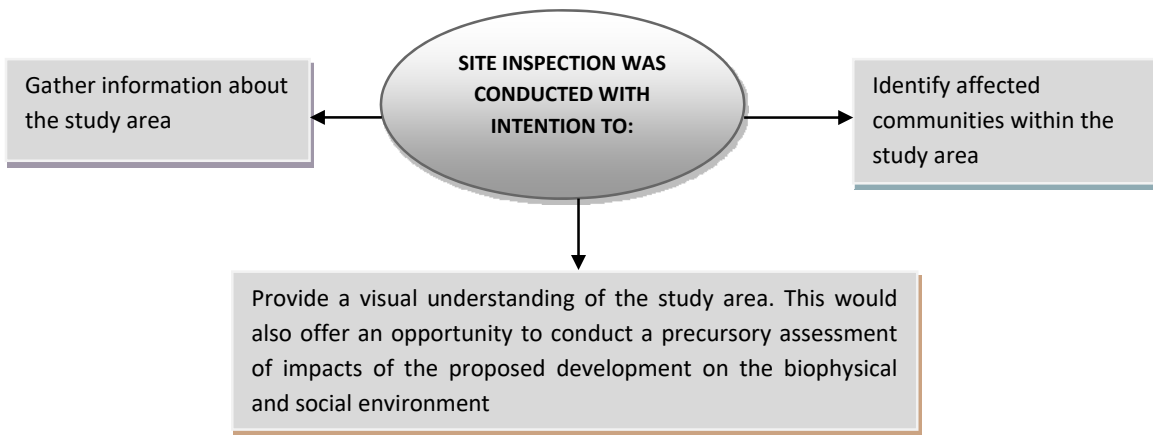 SITE INSPECTION WAS
CONDUCTED WITH
INTENTION TO:
Gather information about
the study area
Identify affected
communities within the
study area
Provide a visual understanding of the study area. This would
also offer an opportunity to conduct a precursory assessment
of impacts of the proposed development on the biophysical
and social environment